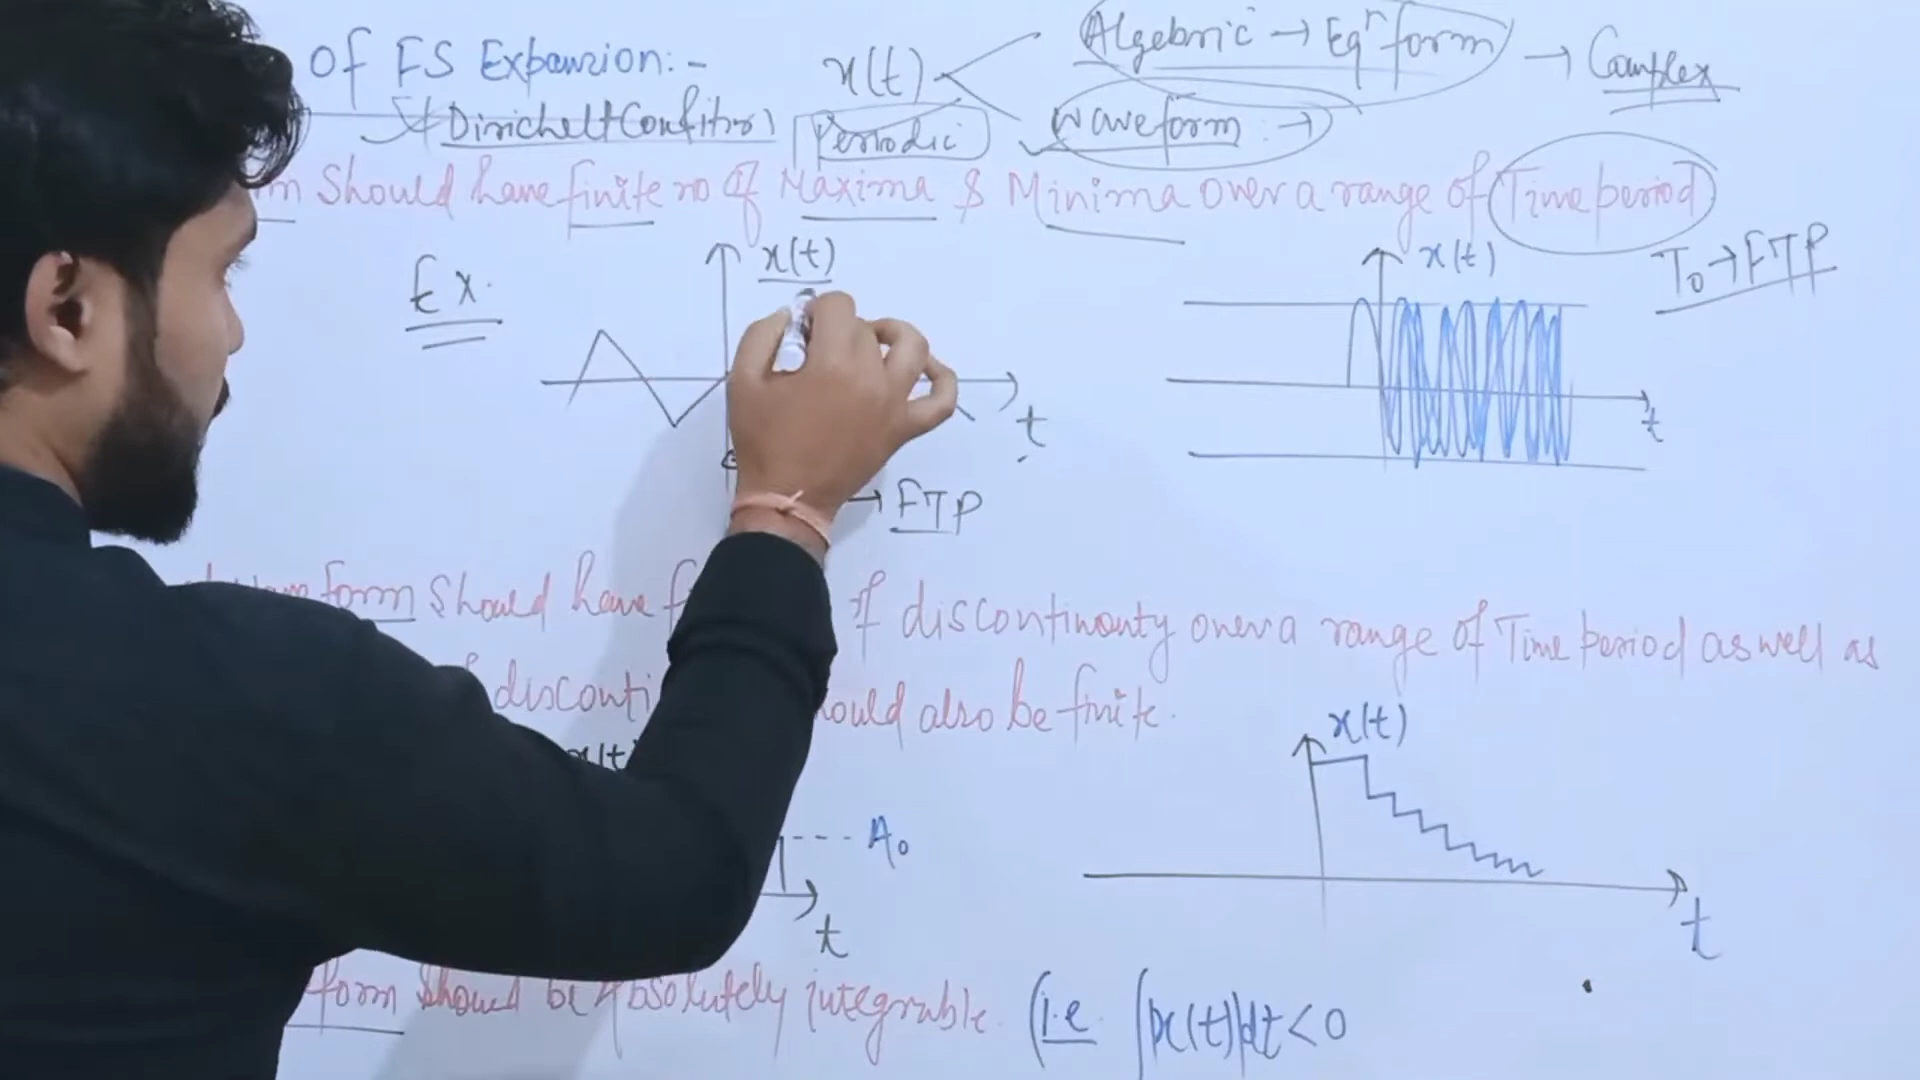 Of FS Expansion:-
x(t)
Algebric → Eqⁿ form → Complex
Dirichelt Condition)
Periodic
waveform :→
Should have finite no of Maxima & Minima over a range of Time period
Ex.
x(t)
t
→ FTP
x(t)
T₀→FTP
t
form Should have of discontinuty over a range of Time period as well as
should also be finite.
x(t)
A₀
t
x(t)
t
form Should be Absolutely integrable. (i.e. ∫|x(t)|dt<0